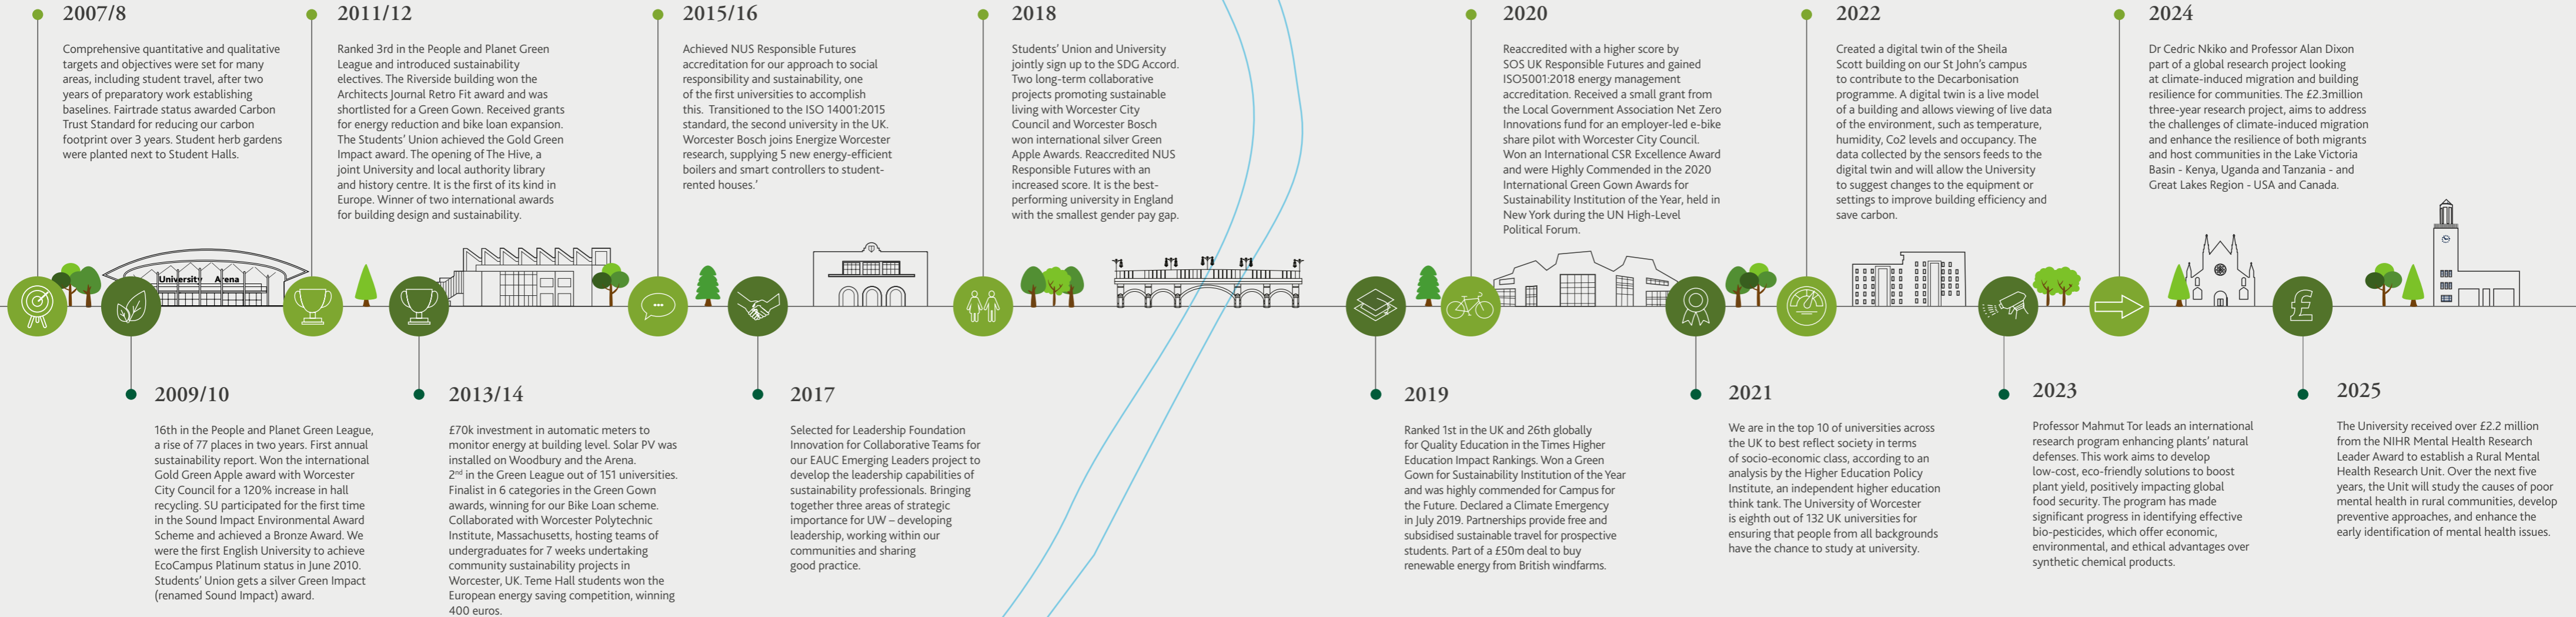 2007/8
Comprehensive quantitative and qualitative
targets and objectives were set for many
areas, including student travel, after two
years of preparatory work establishing
baselines. Fairtrade status awarded Carbon
Trust Standard for reducing our carbon
footprint over 3 years. Student herb gardens
were planted next to Student Halls.
2009/10
16th in the People and Planet Green League,
a rise of 77 places in two years. First annual
sustainability report. Won the international
Gold Green Apple award with Worcester
City Council for a 120% increase in hall
recycling. SU participated for the first time
in the Sound Impact Environmental Award
Scheme and achieved a Bronze Award. We
were the first English University to achieve
EcoCampus Platinum status in June 2010.
Students' Union gets a silver Green Impact
(renamed Sound Impact) award.
2011/12
Ranked 3rd in the People and Planet Green
League and introduced sustainability
electives. The Riverside building won the
Architects Journal Retro Fit award and was
shortlisted for a Green Gown. Received grants
for energy reduction and bike loan expansion.
The Students' Union achieved the Gold Green
Impact award. The opening of The Hive, a
joint University and local authority library
and history centre. It is the first of its kind in
Europe. Winner of two international awards
for building design and sustainability.
2013/14
£70k investment in automatic meters to
monitor energy at building level. Solar PV was
installed on Woodbury and the Arena.
2nd in the Green League out of 151 universities.
Finalist in 6 categories in the Green Gown
awards, winning for our Bike Loan scheme.
Collaborated with Worcester Polytechnic
Institute, Massachusetts, hosting teams of
undergraduates for 7 weeks undertaking
community sustainability projects in
Worcester, UK. Teme Hall students won the
European energy saving competition, winning
400 euros.
2015/16
Achieved NUS Responsible Futures
accreditation for our approach to social
responsibility and sustainability, one
of the first universities to accomplish
this. Transitioned to the ISO 14001:2015
standard, the second university in the UK.
Worcester Bosch joins Energize Worcester
research, supplying 5 new energy-efficient
boilers and smart controllers to student-
rented houses.'
2017
Selected for Leadership Foundation
Innovation for Collaborative Teams for
our EAUC Emerging Leaders project to
develop the leadership capabilities of
sustainability professionals. Bringing
together three areas of strategic
importance for UW – developing
leadership, working within our
communities and sharing
good practice.
2018
Students' Union and University
jointly sign up to the SDG Accord.
Two long-term collaborative
projects promoting sustainable
living with Worcester City
Council and Worcester Bosch
won international silver Green
Apple Awards. Reaccredited NUS
Responsible Futures with an
increased score. It is the best-
performing university in England
with the smallest gender pay gap.
2019
Ranked 1st in the UK and 26th globally
for Quality Education in the Times Higher
Education Impact Rankings. Won a Green
Gown for Sustainability Institution of the Year
and was highly commended for Campus for
the Future. Declared a Climate Emergency
in July 2019. Partnerships provide free and
subsidised sustainable travel for prospective
students. Part of a £50m deal to buy
renewable energy from British windfarms.
2020
Reaccredited with a higher score by
SOS UK Responsible Futures and gained
ISO5001:2018 energy management
accreditation. Received a small grant from
the Local Government Association Net Zero
Innovations fund for an employer-led e-bike
share pilot with Worcester City Council.
Won an International CSR Excellence Award
and were Highly Commended in the 2020
International Green Gown Awards for
Sustainability Institution of the Year, held in
New York during the UN High-Level
Political Forum.
2021
We are in the top 10 of universities across
the UK to best reflect society in terms
of socio-economic class, according to an
analysis by the Higher Education Policy
Institute, an independent higher education
think tank. The University of Worcester
is eighth out of 132 UK universities for
ensuring that people from all backgrounds
have the chance to study at university.
2022
Created a digital twin of the Sheila
Scott building on our St John's campus
to contribute to the Decarbonisation
programme. A digital twin is a live model
of a building and allows viewing of live data
of the environment, such as temperature,
humidity, Co2 levels and occupancy. The
data collected by the sensors feeds to the
digital twin and will allow the University
to suggest changes to the equipment or
settings to improve building efficiency and
save carbon.
2023
Professor Mahmut Tor leads an international
research program enhancing plants' natural
defenses. This work aims to develop
low-cost, eco-friendly solutions to boost
plant yield, positively impacting global
food security. The program has made
significant progress in identifying effective
bio-pesticides, which offer economic,
environmental, and ethical advantages over
synthetic chemical products.
2024
Dr Cedric Nkiko and Professor Alan Dixon
part of a global research project looking
at climate-induced migration and building
resilience for communities. The £2.3million
three-year research project, aims to address
the challenges of climate-induced migration
and enhance the resilience of both migrants
and host communities in the Lake Victoria
Basin - Kenya, Uganda and Tanzania - and
Great Lakes Region - USA and Canada.
2025
The University received over £2.2 million
from the NIHR Mental Health Research
Leader Award to establish a Rural Mental
Health Research Unit. Over the next five
years, the Unit will study the causes of poor
mental health in rural communities, develop
preventive approaches, and enhance the
early identification of mental health issues.
University Arena
£